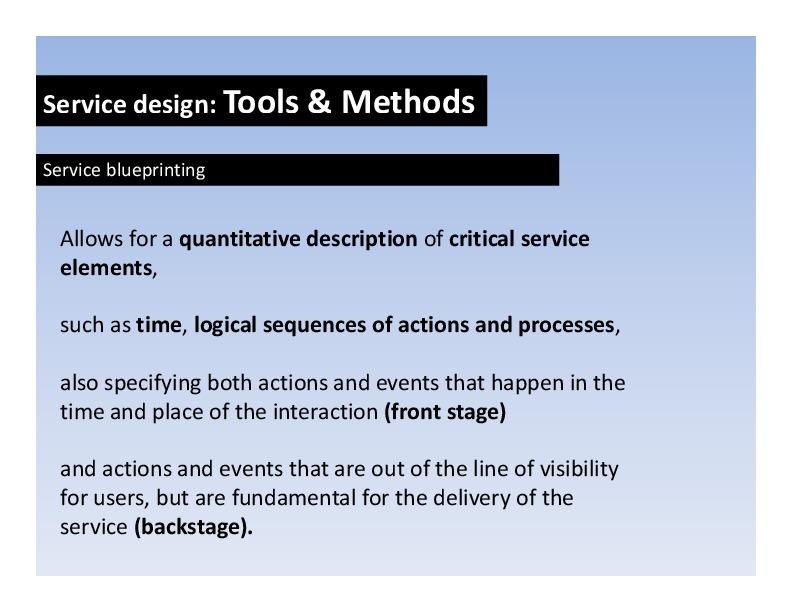 Service design: Tools & Methods
Service blueprinting
Allows for a quantitative description of critical service
elements,
such as time, logical sequences of actions and processes,
also specifying both actions and events that happen in the
time and place of the interaction (front stage)
and actions and events that are out of the line of visibility
for users, but are fundamental for the delivery of the
service (backstage).